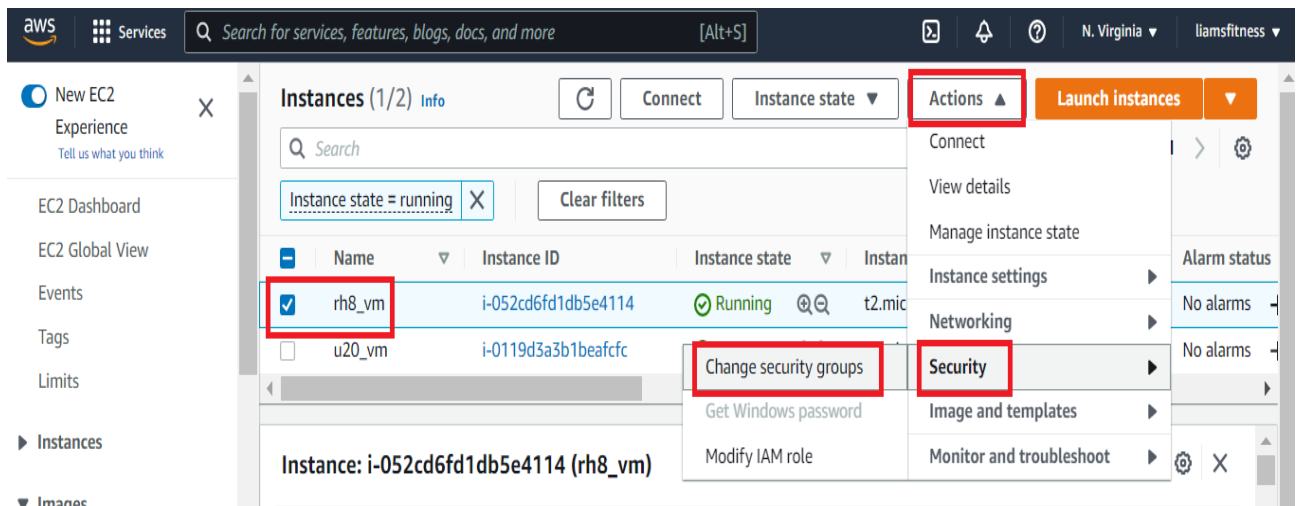 aws
Services
Search for services, features, blogs, docs, and more
[Alt+S]
N. Virginia
liamsfitness
New EC2
Experience
Tell us what you think
EC2 Dashboard
EC2 Global View
Events
Tags
Limits
Instances
Images
Instances (1/2) Info
Connect
Instance state
Actions
Launch instances
Search
Instance state = running
Clear filters
Name
Instance ID
Instance state
Instan
Alarm status
rh8_vm
i-052cd6fd1db5e4114
Running
t2.mic
No alarms
u20_vm
i-0119d3a3b1beafcfc
No alarms
Connect
View details
Manage instance state
Instance settings
Networking
Security
Image and templates
Monitor and troubleshoot
Change security groups
Get Windows password
Modify IAM role
Instance: i-052cd6fd1db5e4114 (rh8_vm)